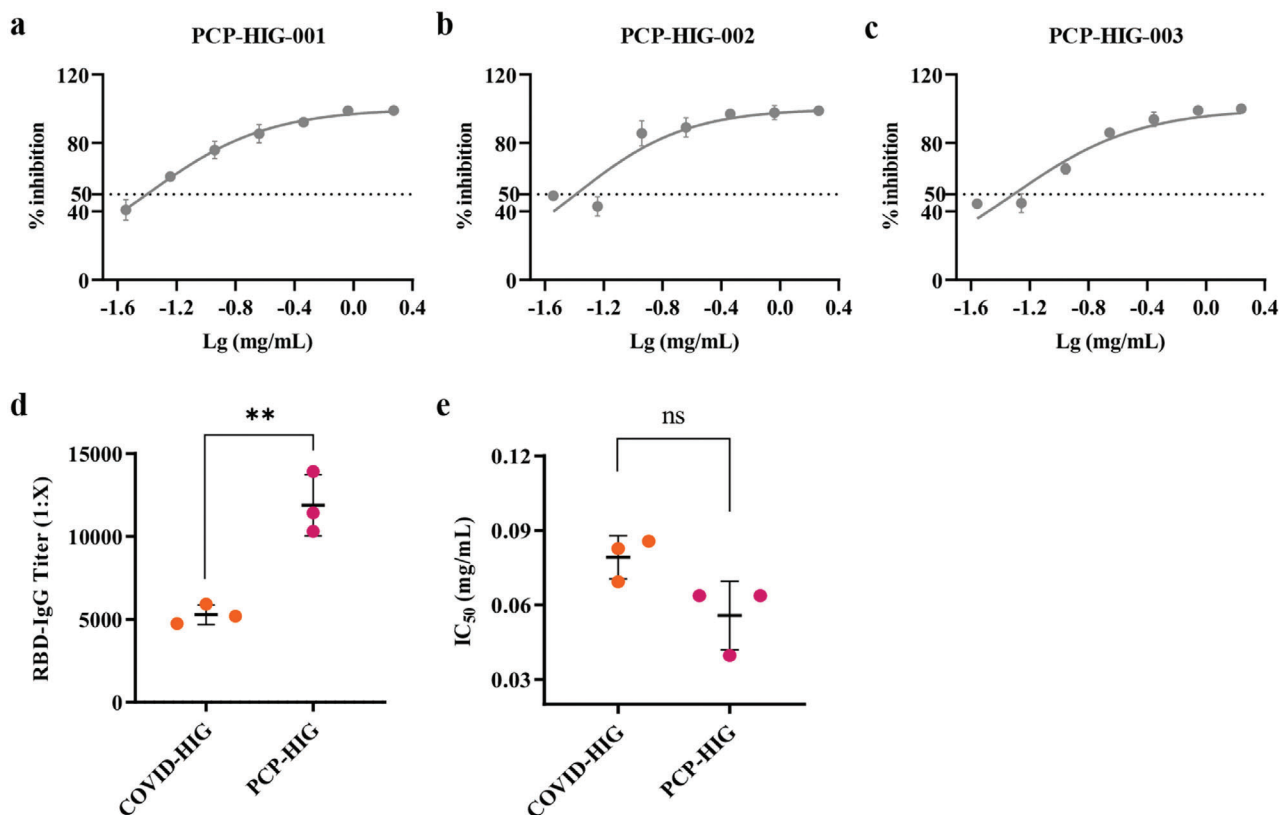 a
PCP-HIG-001
120
80
50
40
0
% inhibition
-1.6 -1.2 -0.8 -0.4 0.0 0.4
Lg (mg/mL)
b
PCP-HIG-002
120
80
50
40
0
% inhibition
-1.6 -1.2 -0.8 -0.4 0.0 0.4
Lg (mg/mL)
c
PCP-HIG-003
120
80
50
40
0
% inhibition
-1.6 -1.2 -0.8 -0.4 0.0 0.4
Lg (mg/mL)
d
**
15000
10000
5000
0
RBD-IgG Titer (1:X)
COVID-HIG
PCP-HIG
e
ns
0.12
0.09
0.06
0.03
IC50 (mg/mL)
COVID-HIG
PCP-HIG